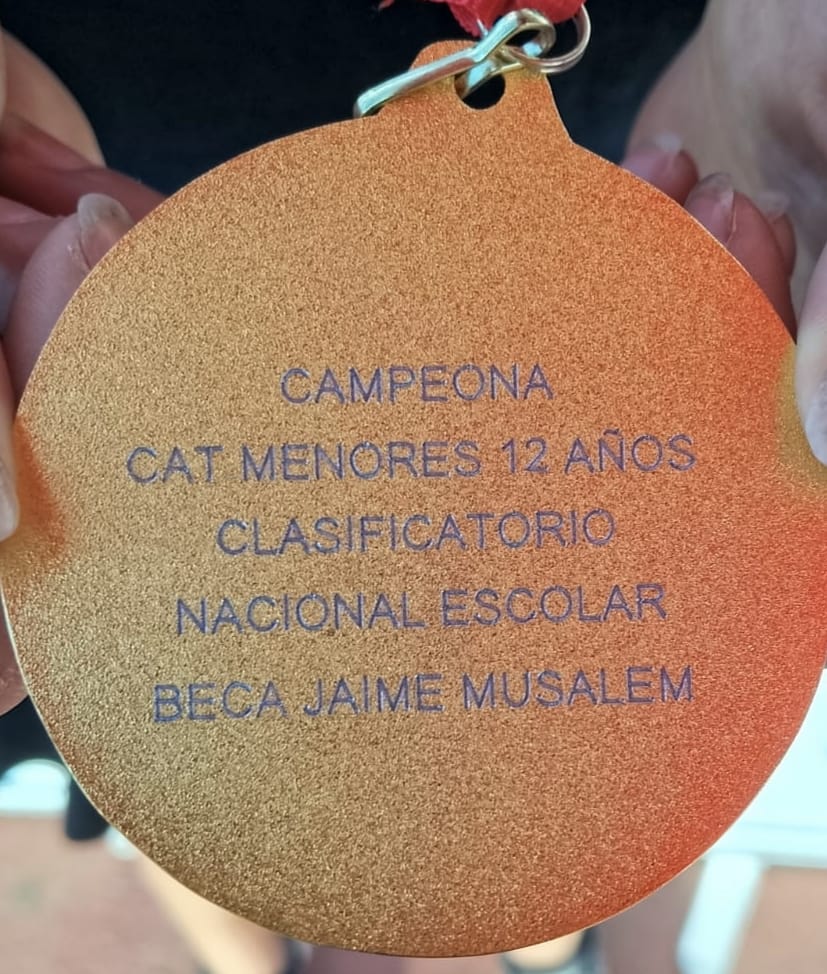 CAMPEONA
CAT MENORES 12 AÑOS
CLASIFICATORIO
NACIONAL ESCOLAR
BECA JAIME MUSALEM